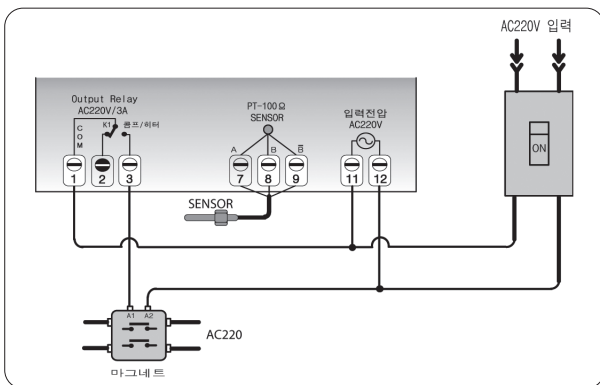 AC220V 입력
Output Relay
AC220V/3A
COM
K1
콤프/히터
PT-100Ω
SENSOR
A
B
B
입력전압
AC220V
ON
1
2
3
7
8
9
11
12
SENSOR
A1 A2
AC220
마그네트